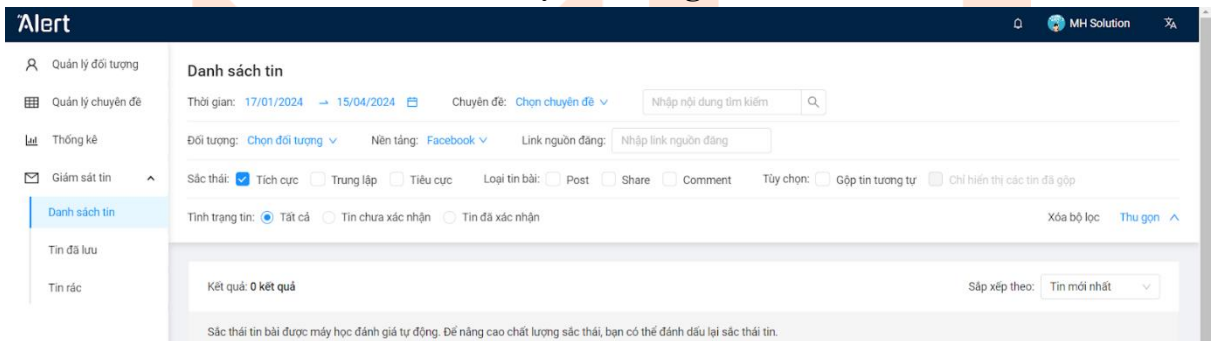 Alert
MH Solution
Quản lý đối tượng
Quản lý chuyên đề
Thống kê
Giám sát tin
Danh sách tin
Tin đã lưu
Tin rác
Danh sách tin
Thời gian: 17/01/2024 → 15/04/2024 Chuyên đề: Chọn chuyên đề Nhập nội dung tìm kiếm
Đối tượng: Chọn đối tượng Nền tảng: Facebook Link nguồn đăng: Nhập link nguồn đăng
Sắc thái: Tích cực Trung lập Tiêu cực Loại tin bài: Post Share Comment Tùy chọn: Gộp tin tương tự Chỉ hiển thị các tin đã gộp
Tình trạng tin: Tất cả Tin chưa xác nhận Tin đã xác nhận Xóa bộ lọc Thu gọn
Kết quả: 0 kết quả Sắp xếp theo: Tin mới nhất
Sắc thái tin bài được máy học đánh giá tự động. Để nâng cao chất lượng sắc thái, bạn có thể đánh dấu lại sắc thái tin.